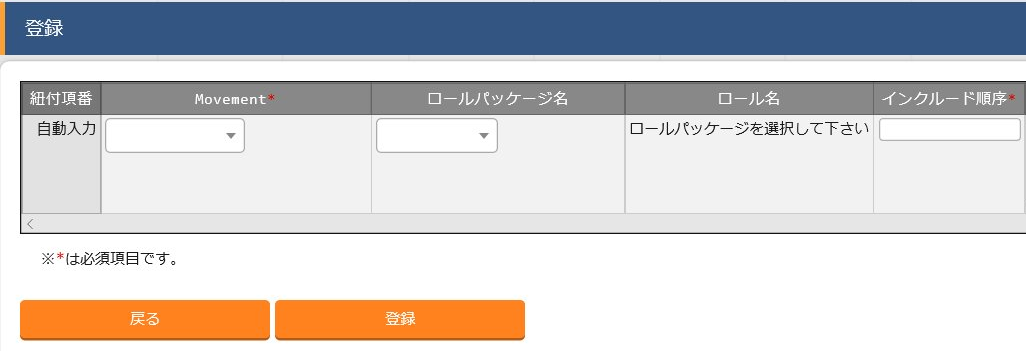 登録
紐付項番 Movement* ロールパッケージ名 ロール名 インクルード順序*
自動入力 ロールパッケージを選択して下さい
※*は必須項目です。
戻る 登録